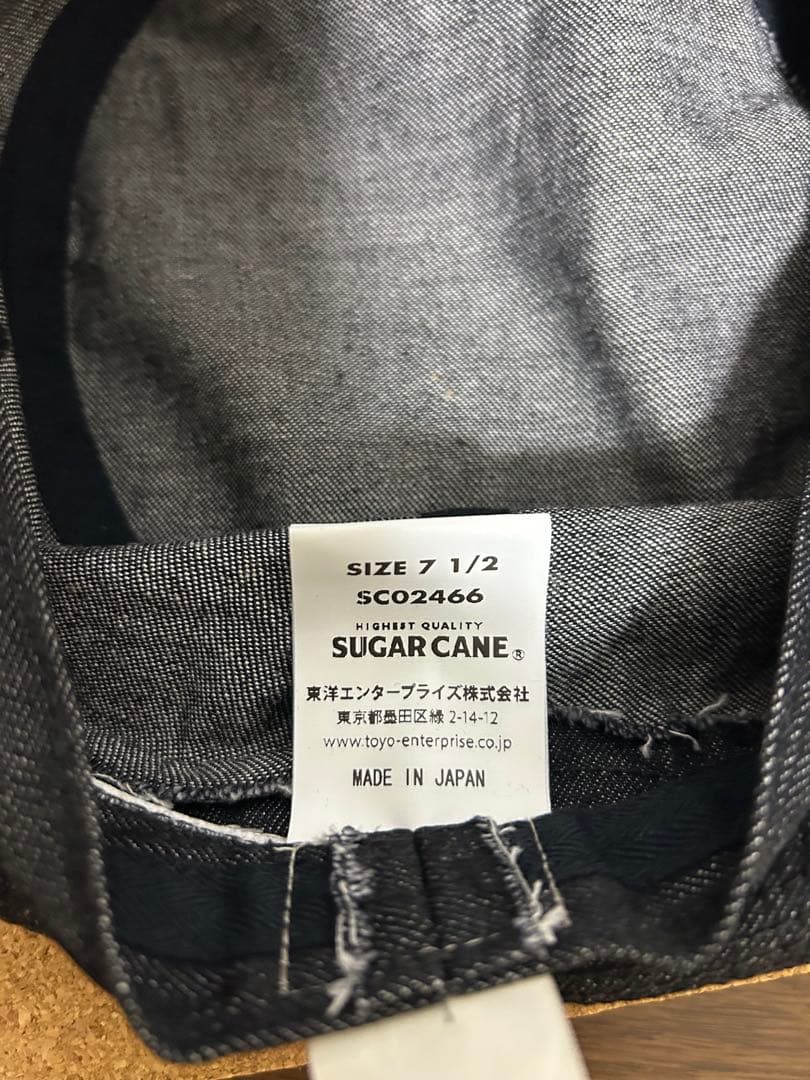 SIZE 7 1/2
SC02466
HIGHEST QUALITY
SUGAR CANE®
東洋エンタープライズ株式会社
東京都墨田区緑 2-14-12
www.toyo-enterprise.co.jp
MADE IN JAPAN